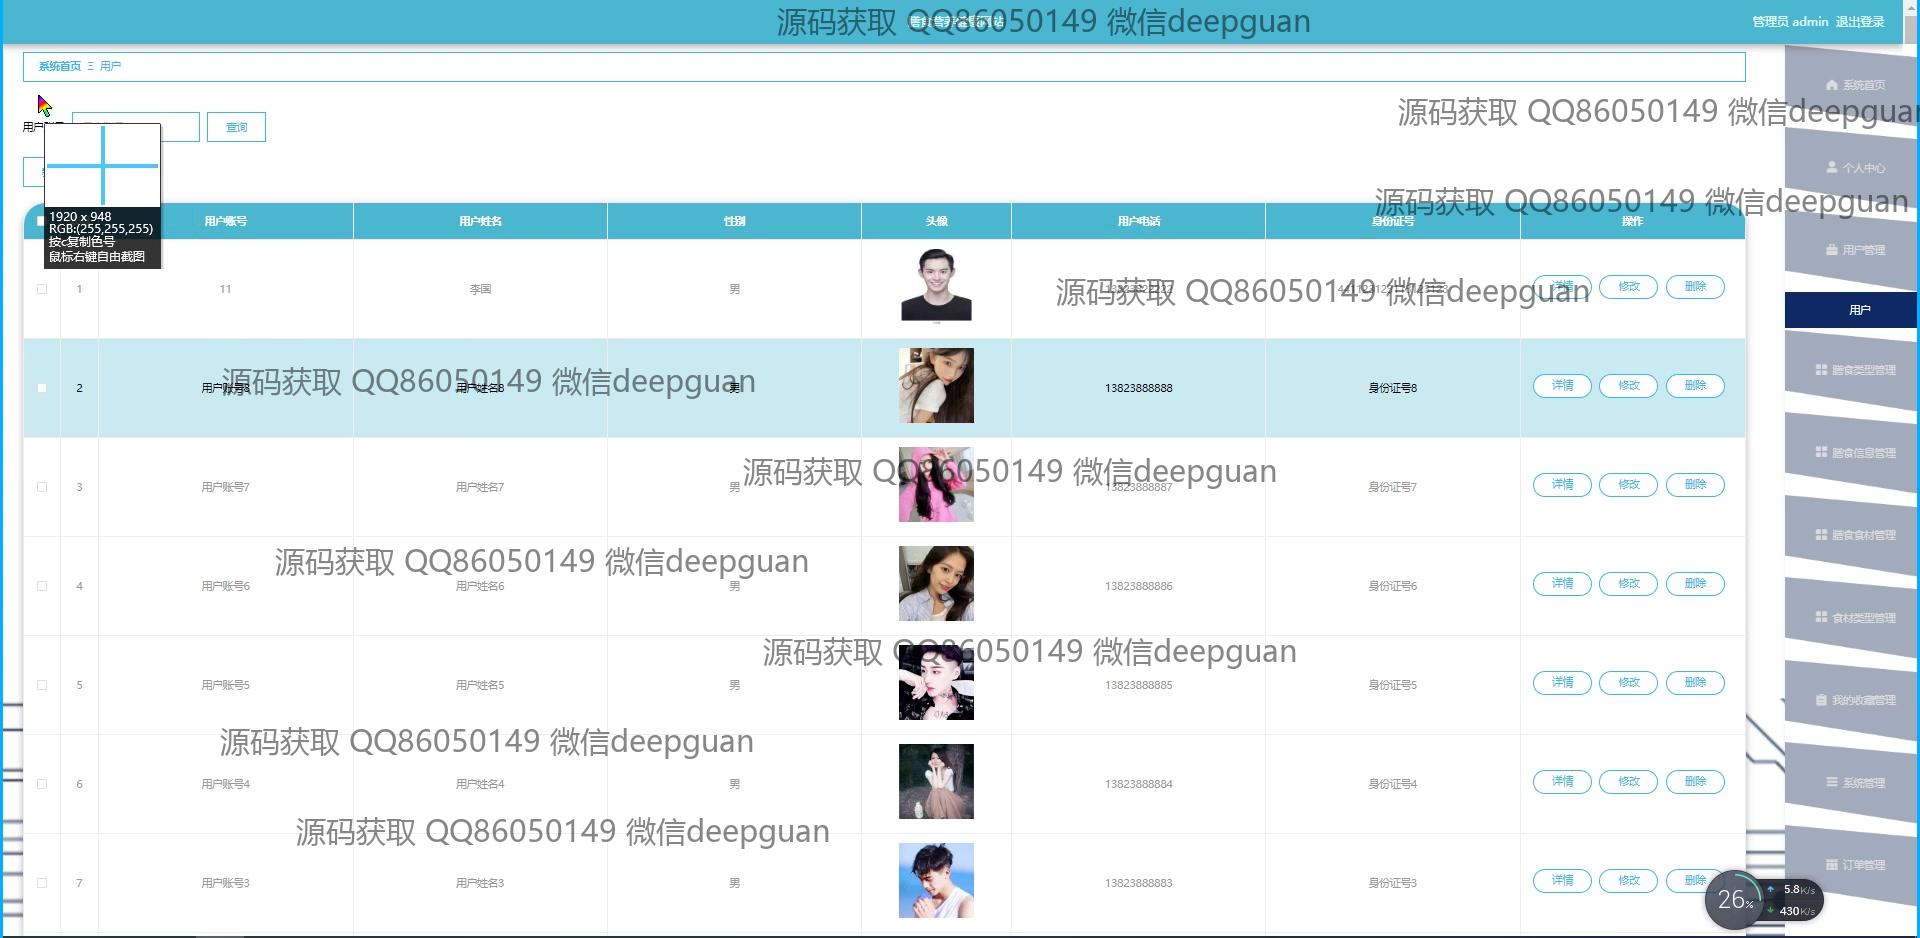 源码获取 QQ86050149 微信deepguan
管理员 admin 退出登录
系统首页 Ξ 用户
系统首页
源码获取 QQ86050149 微信deepguan
查询
个人中心
源码获取 QQ86050149 微信deepguan
1920 x 948
RGB:(255,255,255)
按c复制色号
鼠标右键自由截图
用户账号 用户姓名 性别 头像 用户电话 身份证号 操作
用户管理
1 11 李国 男 详情 修改 删除
源码获取 QQ86050149 微信deepguan
用户
膳食类型管理
2 用户账号8 用户姓名8 男 13823888888 身份证号8 详情 修改 删除
源码获取 QQ86050149 微信deepguan
膳食信息管理
源码获取 QQ86050149 微信deepguan
3 用户账号7 用户姓名7 男 13823888887 身份证号7 详情 修改 删除
膳食食材管理
源码获取 QQ86050149 微信deepguan
4 用户账号6 用户姓名6 男 13823888886 身份证号6 详情 修改 删除
食材类型管理
源码获取 QQ86050149 微信deepguan
5 用户账号5 用户姓名5 男 13823888885 身份证号5 详情 修改 删除
我的收藏管理
源码获取 QQ86050149 微信deepguan
6 用户账号4 用户姓名4 男 13823888884 身份证号4 详情 修改 删除
系统管理
源码获取 QQ86050149 微信deepguan
订单管理
7 用户账号3 用户姓名3 男 13823888883 身份证号3 详情 修改 删除
26%
5.8K/s
430K/s